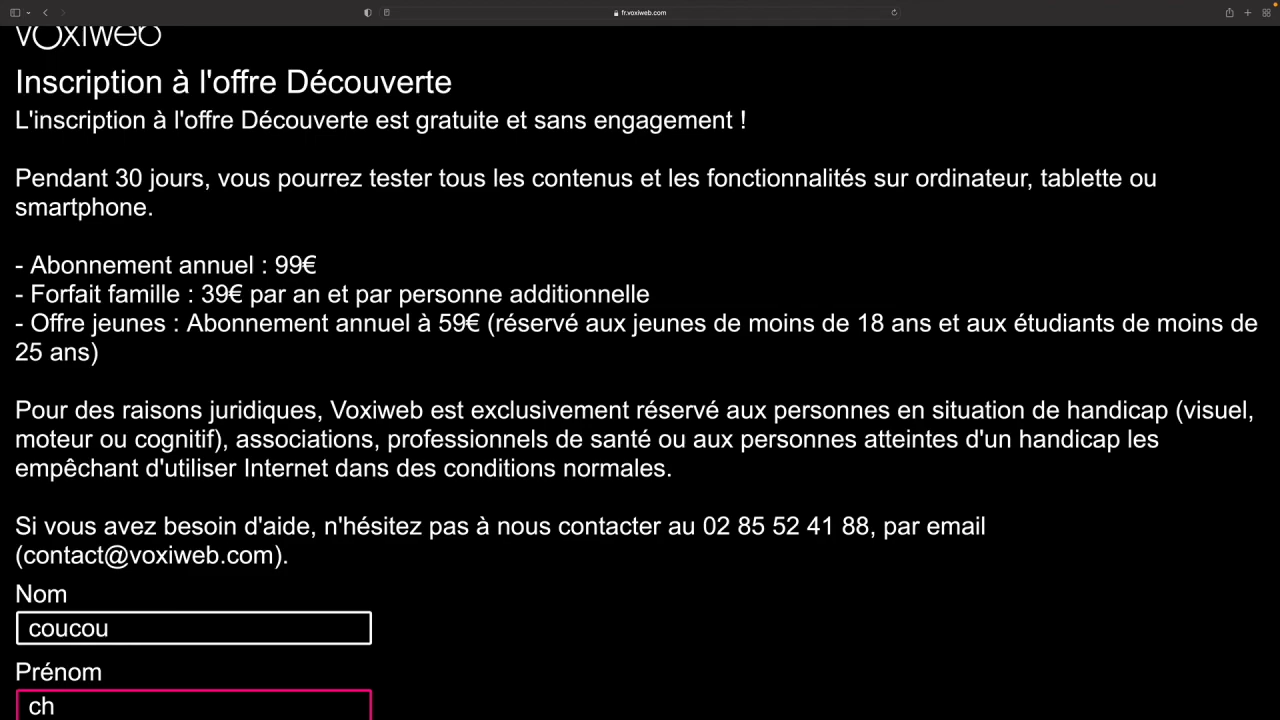 fr.voxiweb.com
voxiweb
Inscription à l'offre Découverte
L'inscription à l'offre Découverte est gratuite et sans engagement !
Pendant 30 jours, vous pourrez tester tous les contenus et les fonctionnalités sur ordinateur, tablette ou
smartphone.
- Abonnement annuel : 99€
- Forfait famille : 39€ par an et par personne additionnelle
- Offre jeunes : Abonnement annuel à 59€ (réservé aux jeunes de moins de 18 ans et aux étudiants de moins de
25 ans)
Pour des raisons juridiques, Voxiweb est exclusivement réservé aux personnes en situation de handicap (visuel,
moteur ou cognitif), associations, professionnels de santé ou aux personnes atteintes d'un handicap les
empêchant d'utiliser Internet dans des conditions normales.
Si vous avez besoin d'aide, n'hésitez pas à nous contacter au 02 85 52 41 88, par email
(contact@voxiweb.com).
Nom
coucou
Prénom
ch